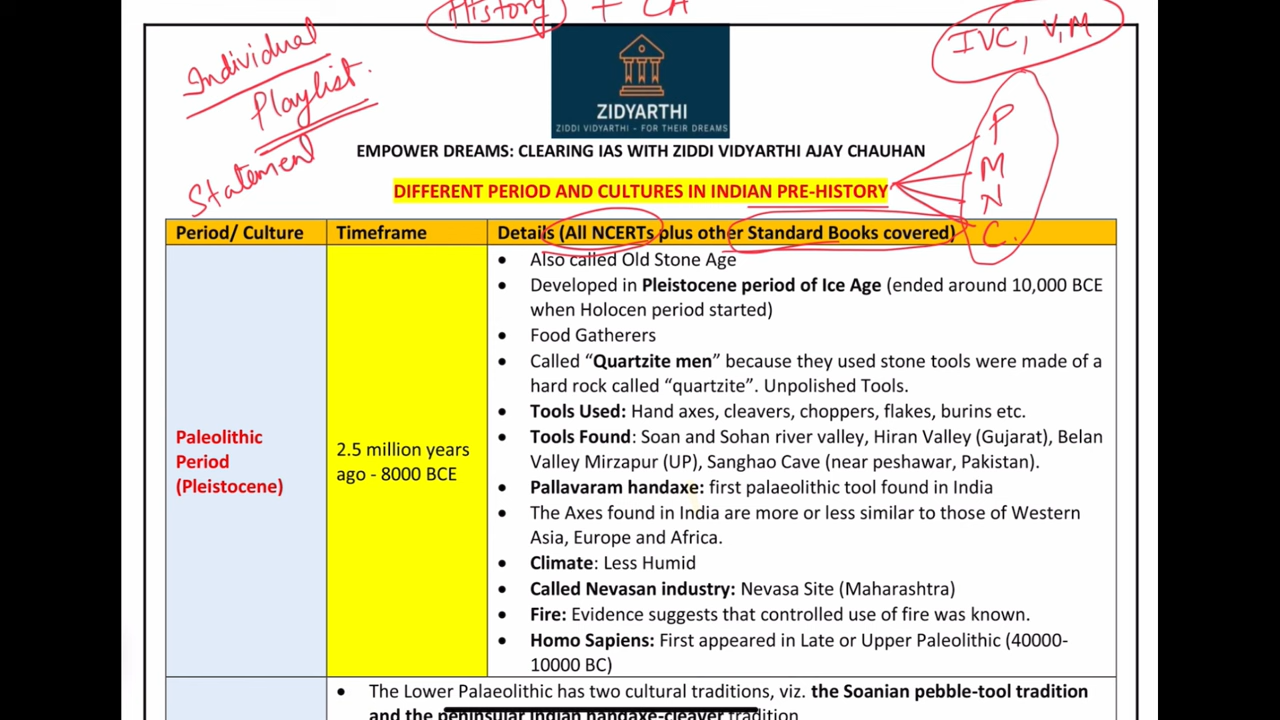 History + CA
Individual
Playlist.
Statement
IVC, V, M
P
M
N
C.
ZIDYARTHI
ZIDDI VIDYARTHI - FOR THEIR DREAMS
EMPOWER DREAMS: CLEARING IAS WITH ZIDDI VIDYARTHI AJAY CHAUHAN
DIFFERENT PERIOD AND CULTURES IN INDIAN PRE-HISTORY
Period/ Culture Timeframe Details (All NCERTs plus other Standard Books covered)
Paleolithic
Period
(Pleistocene)
2.5 million years
ago - 8000 BCE
• Also called Old Stone Age
• Developed in Pleistocene period of Ice Age (ended around 10,000 BCE
when Holocen period started)
• Food Gatherers
• Called “Quartzite men” because they used stone tools were made of a
hard rock called “quartzite”. Unpolished Tools.
• Tools Used: Hand axes, cleavers, choppers, flakes, burins etc.
• Tools Found: Soan and Sohan river valley, Hiran Valley (Gujarat), Belan
Valley Mirzapur (UP), Sanghao Cave (near peshawar, Pakistan).
• Pallavaram handaxe: first palaeolithic tool found in India
• The Axes found in India are more or less similar to those of Western
Asia, Europe and Africa.
• Climate: Less Humid
• Called Nevasan industry: Nevasa Site (Maharashtra)
• Fire: Evidence suggests that controlled use of fire was known.
• Homo Sapiens: First appeared in Late or Upper Paleolithic (40000-
10000 BC)
• The Lower Palaeolithic has two cultural traditions, viz. the Soanian pebble-tool tradition
and the peninsular Indian handaxe-cleaver tradition